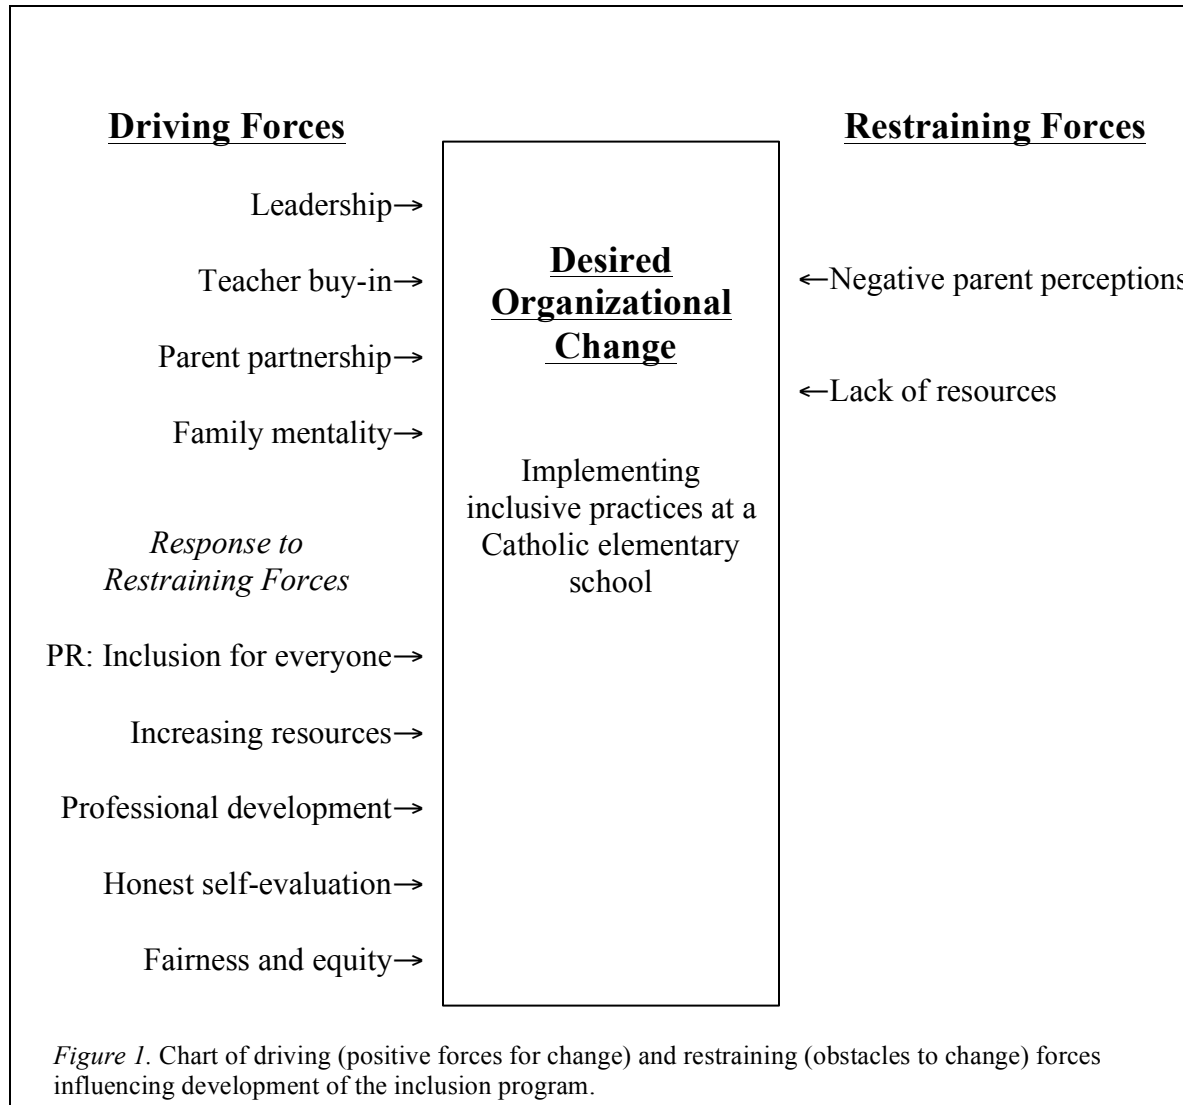 Driving Forces
Leadership→
Teacher buy-in→
Parent partnership→
Family mentality→
Response to
Restraining Forces
PR: Inclusion for everyone→
Increasing resources→
Professional development→
Honest self-evaluation→
Fairness and equity→
Desired
Organizational
Change
Implementing
inclusive practices at a
Catholic elementary
school
Restraining Forces
←Negative parent perceptions
←Lack of resources
Figure 1. Chart of driving (positive forces for change) and restraining (obstacles to change) forces
influencing development of the inclusion program.